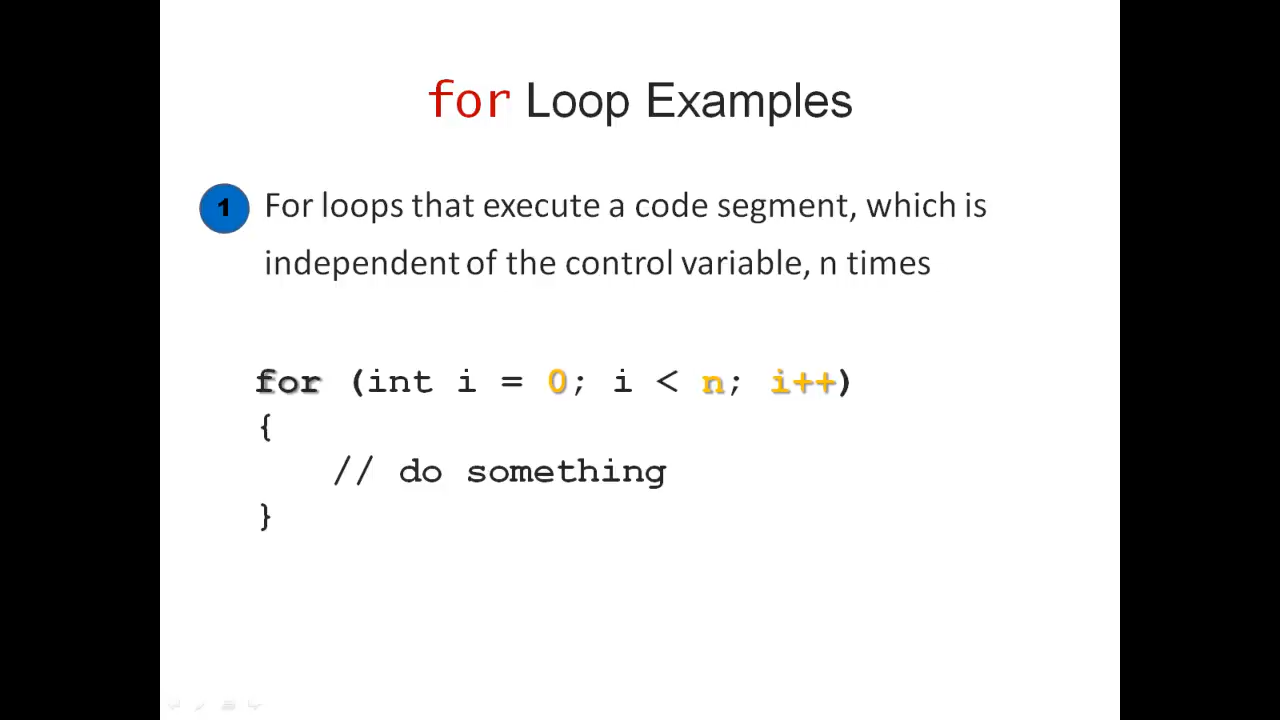 for Loop Examples
1 For loops that execute a code segment, which is
independent of the control variable, n times
for (int i = 0; i < n; i++)
{
// do something
}